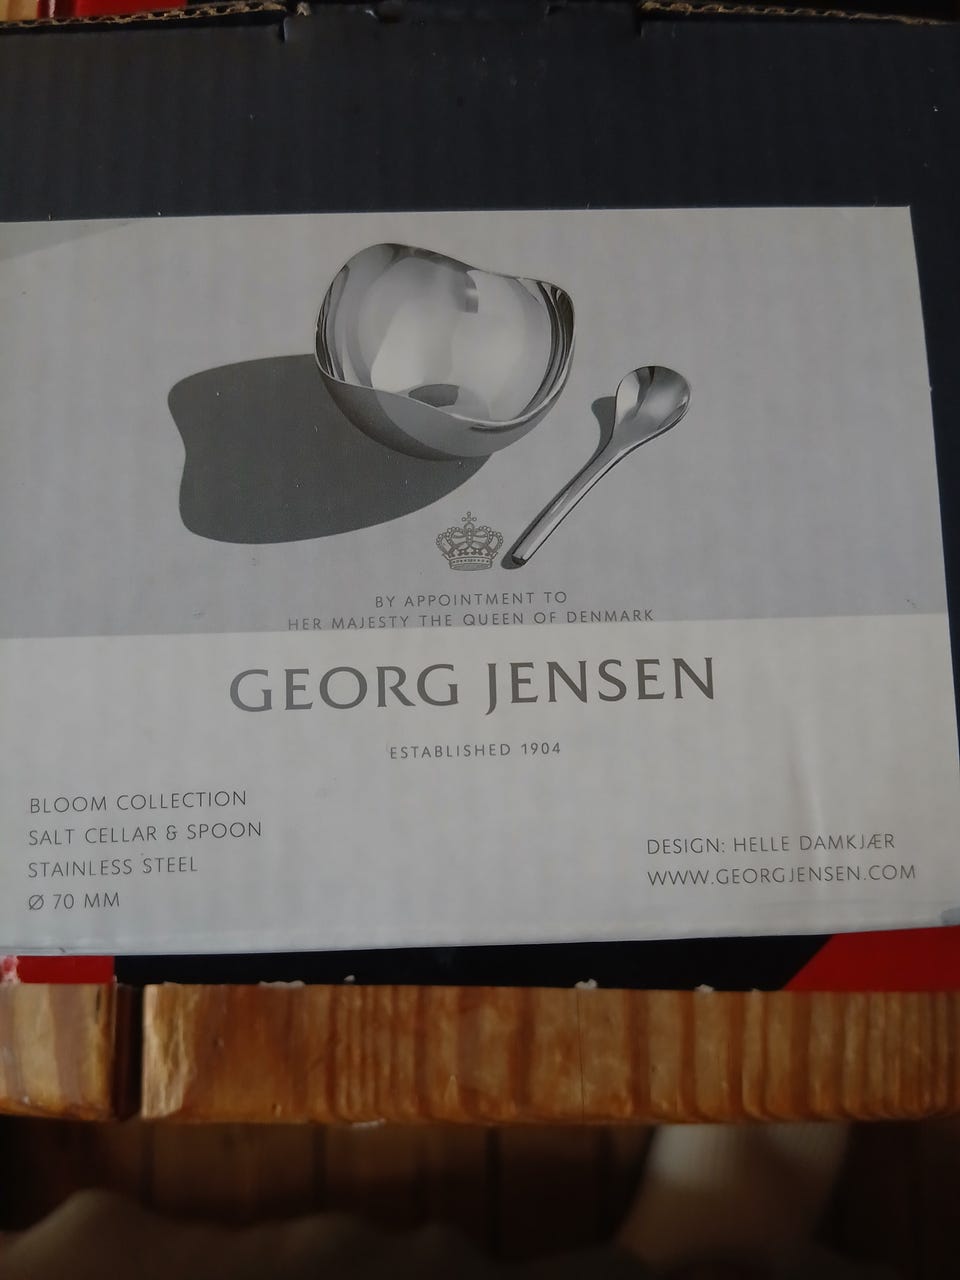 BY APPOINTMENT TO
HER MAJESTY THE QUEEN OF DENMARK
GEORG JENSEN
ESTABLISHED 1904
BLOOM COLLECTION
SALT CELLAR & SPOON
STAINLESS STEEL
Ø 70 MM
DESIGN: HELLE DAMKJÆR
WWW.GEORGJENSEN.COM